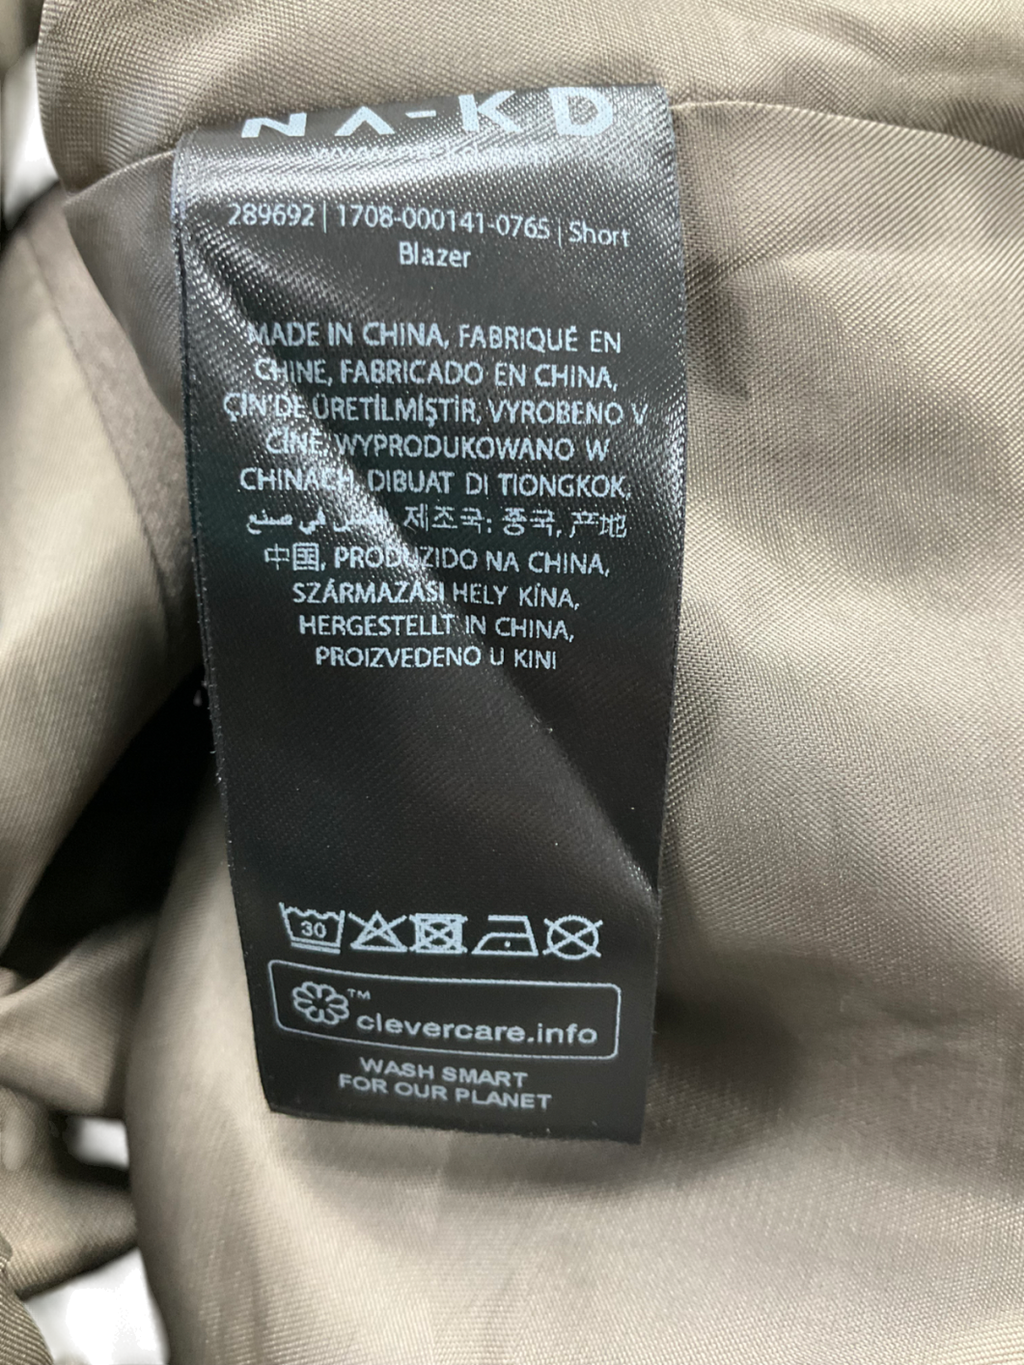 NA-KD
289692 | 1708-000141-0765 | Short
Blazer
MADE IN CHINA, FABRIQUÉ EN
CHINE, FABRICADO EN CHINA,
ÇIN'DE ÜRETİLMİŞTİR, VYROBENO V
ČÍNĚ, WYPRODUKOWANO W
CHINACH, DIBUAT DI TIONGKOK,
صنع في 제조국: 중국, 产地
中国, PRODUZIDO NA CHINA,
SZÁRMAZÁSI HELY KÍNA,
HERGESTELLT IN CHINA,
PROIZVEDENO U KINI
30
™
clevercare.info
WASH SMART
FOR OUR PLANET